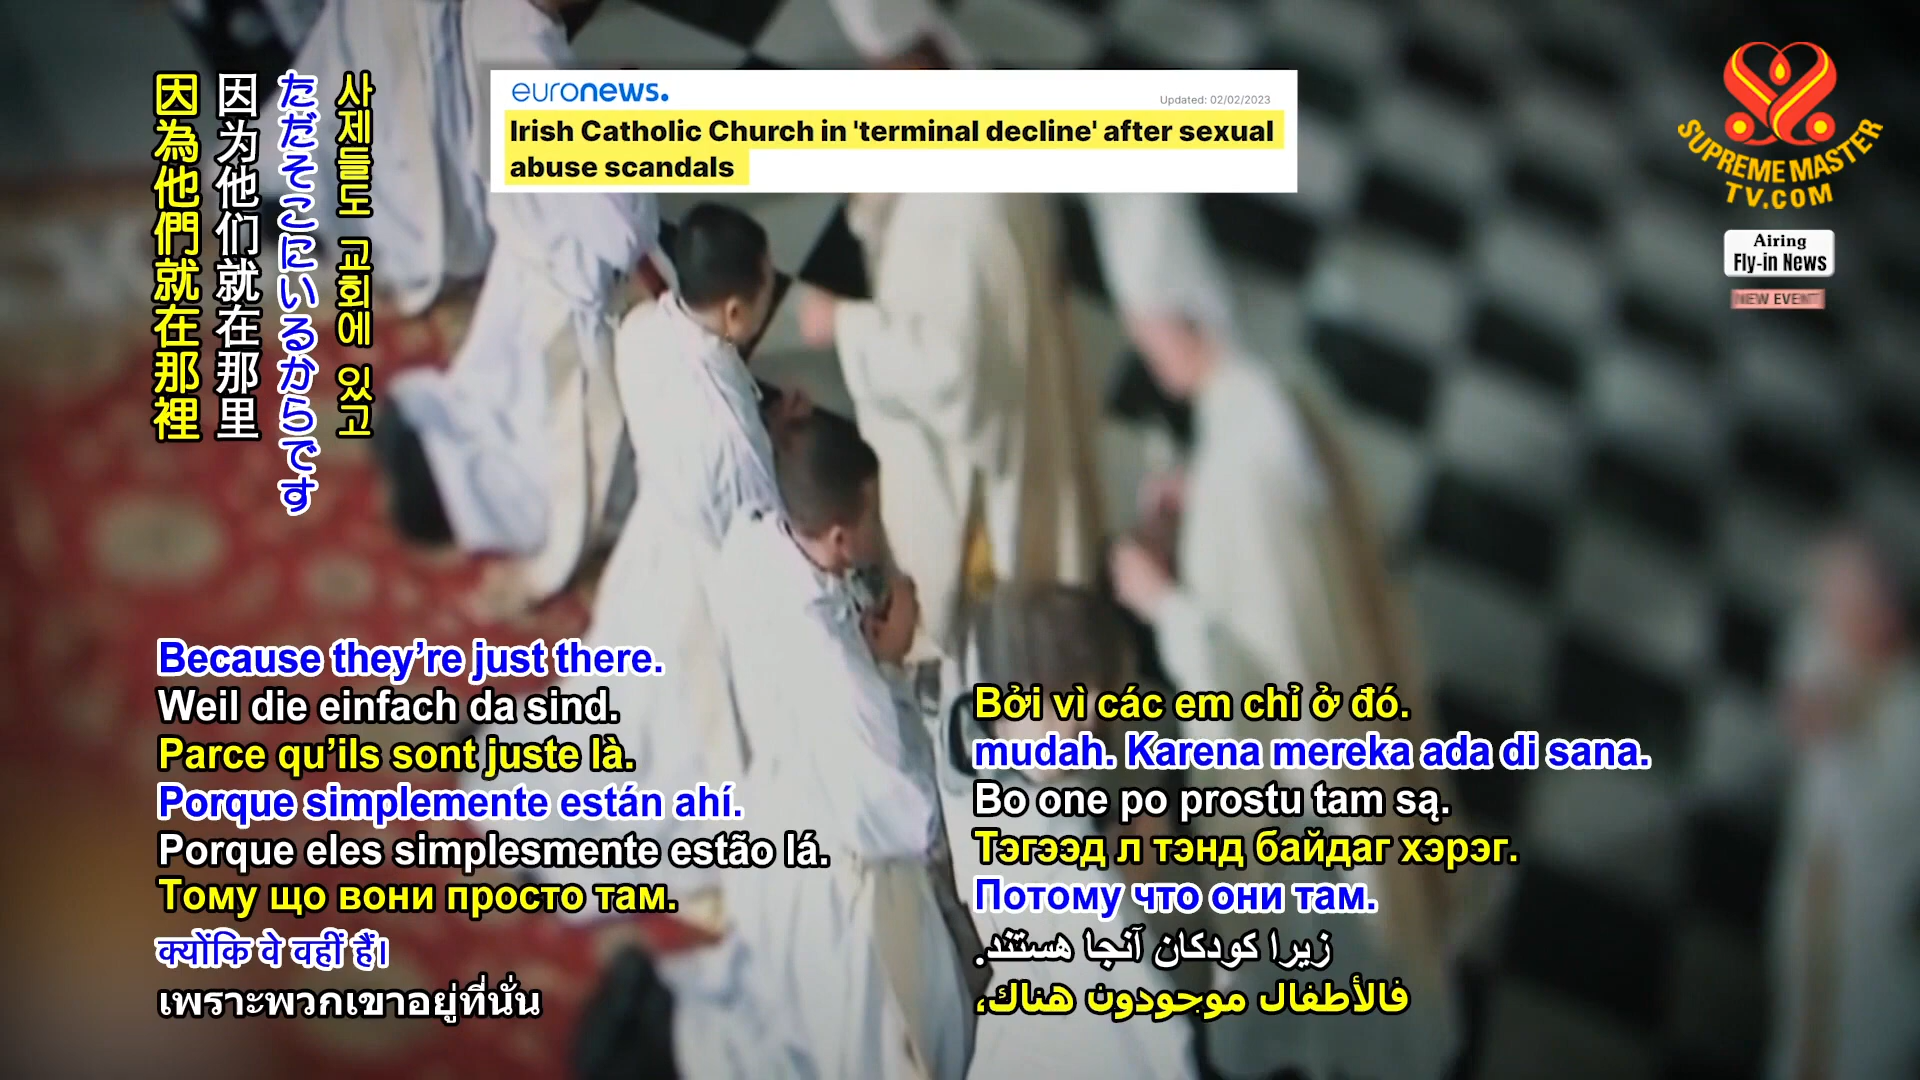 因為他們就在那裡
因为他们就在那里
ただそこにいるからです
사제들도 교회에 있고
euronews.
Updated: 02/02/2023
Irish Catholic Church in 'terminal decline' after sexual
abuse scandals
SUPREME MASTER
TV.COM
Airing
Fly-in News
NEW EVENT
Because they’re just there.
Weil die einfach da sind.
Parce qu’ils sont juste là.
Porque simplemente están ahí.
Porque eles simplesmente estão lá.
Тому що вони просто там.
क्योंकि वे वहीं हैं।
เพราะพวกเขาอยู่ที่นั่น
Bởi vì các em chỉ ở đó.
mudah. Karena mereka ada di sana.
Bo one po prostu tam są.
Тэгээд л тэнд байдаг хэрэг.
Потому что они там.
زیرا کودکان آنجا هستند.
فالأطفال موجودون هناك،